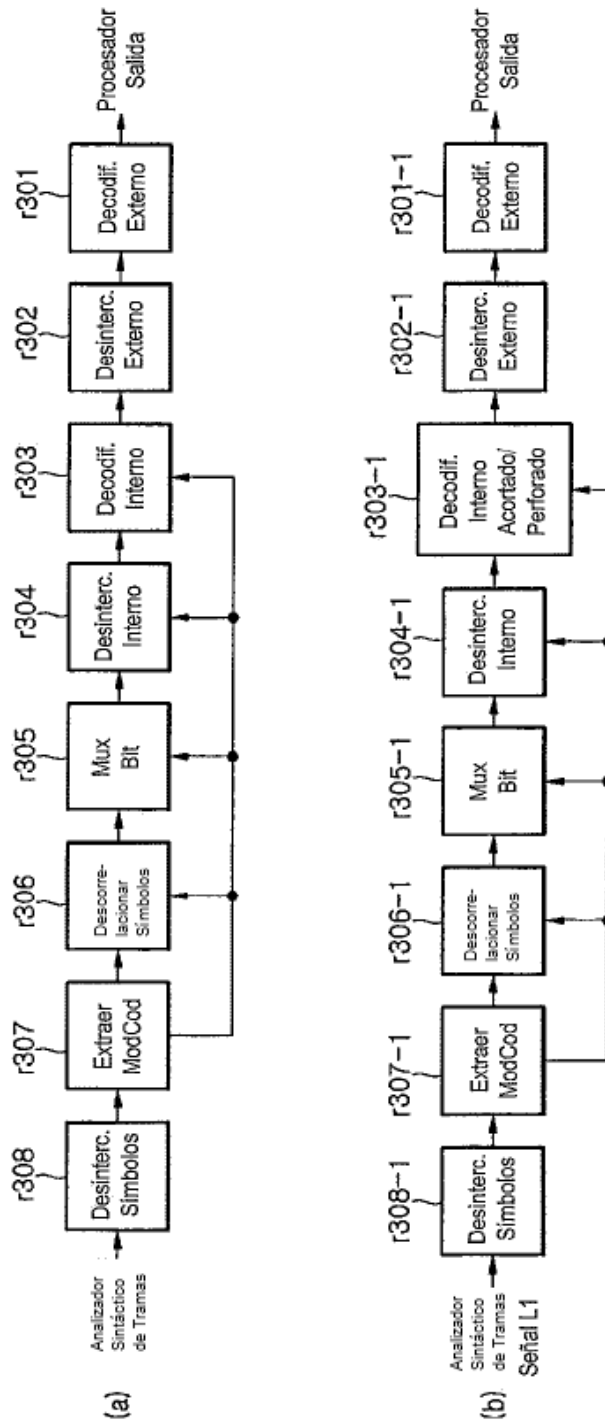 (a)
Analizador
Sintáctico
de Tramas
r308
Desinterc.
Símbolos
r307
Extraer
ModCod
r306
Descorre-
lacionar
Símbolos
r305
Mux
Bit
r304
Desinterc.
Interno
r303
Decodif.
Interno
r302
Desinterc.
Externo
r301
Decodif.
Externo
Procesador
Salida
(b)
Analizador
Sintáctico
de Tramas
Señal L1
r308-1
Desinterc.
Símbolos
r307-1
Extraer
ModCod
r306-1
Descorre-
lacionar
Símbolos
r305-1
Mux
Bit
r304-1
Desinterc.
Interno
r303-1
Decodif.
Interno
Acortado/
Perforado
r302-1
Desinterc.
Externo
r301-1
Decodif.
Externo
Procesador
Salida